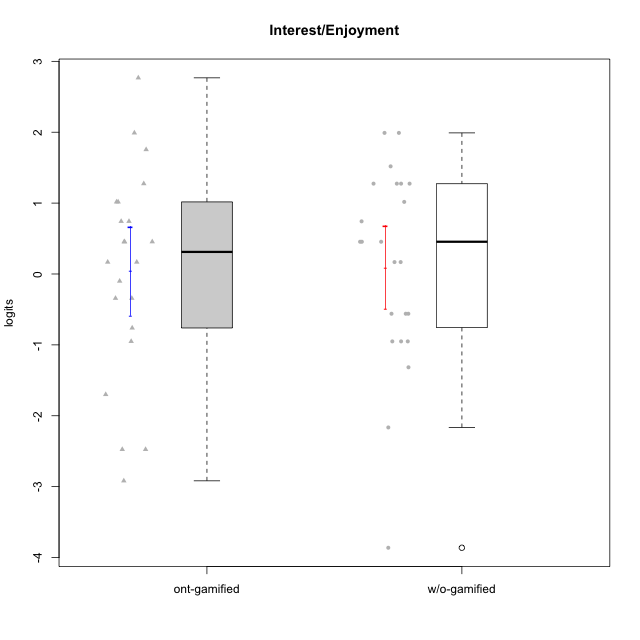 Interest/Enjoyment
3
2
1
0
-1
-2
-3
-4
logits
ont-gamified
w/o-gamified